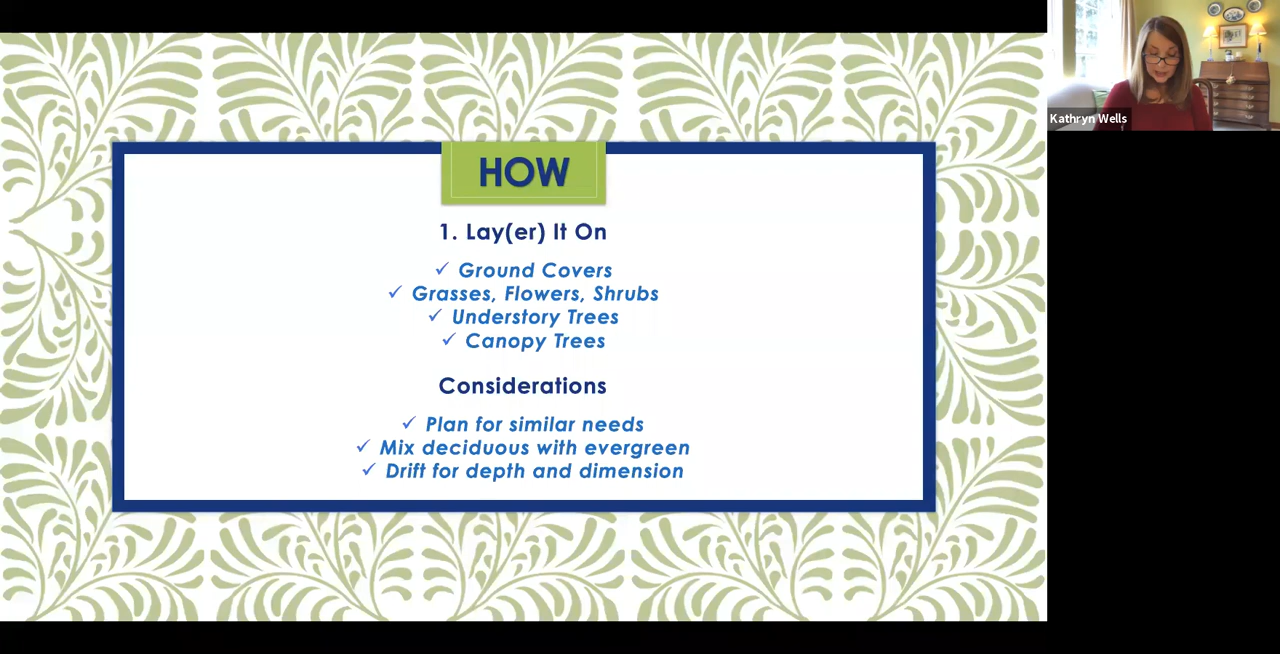 HOW
1. Lay(er) It On
✓ Ground Covers
✓ Grasses, Flowers, Shrubs
✓ Understory Trees
✓ Canopy Trees
Considerations
✓ Plan for similar needs
✓ Mix deciduous with evergreen
✓ Drift for depth and dimension
Kathryn Wells